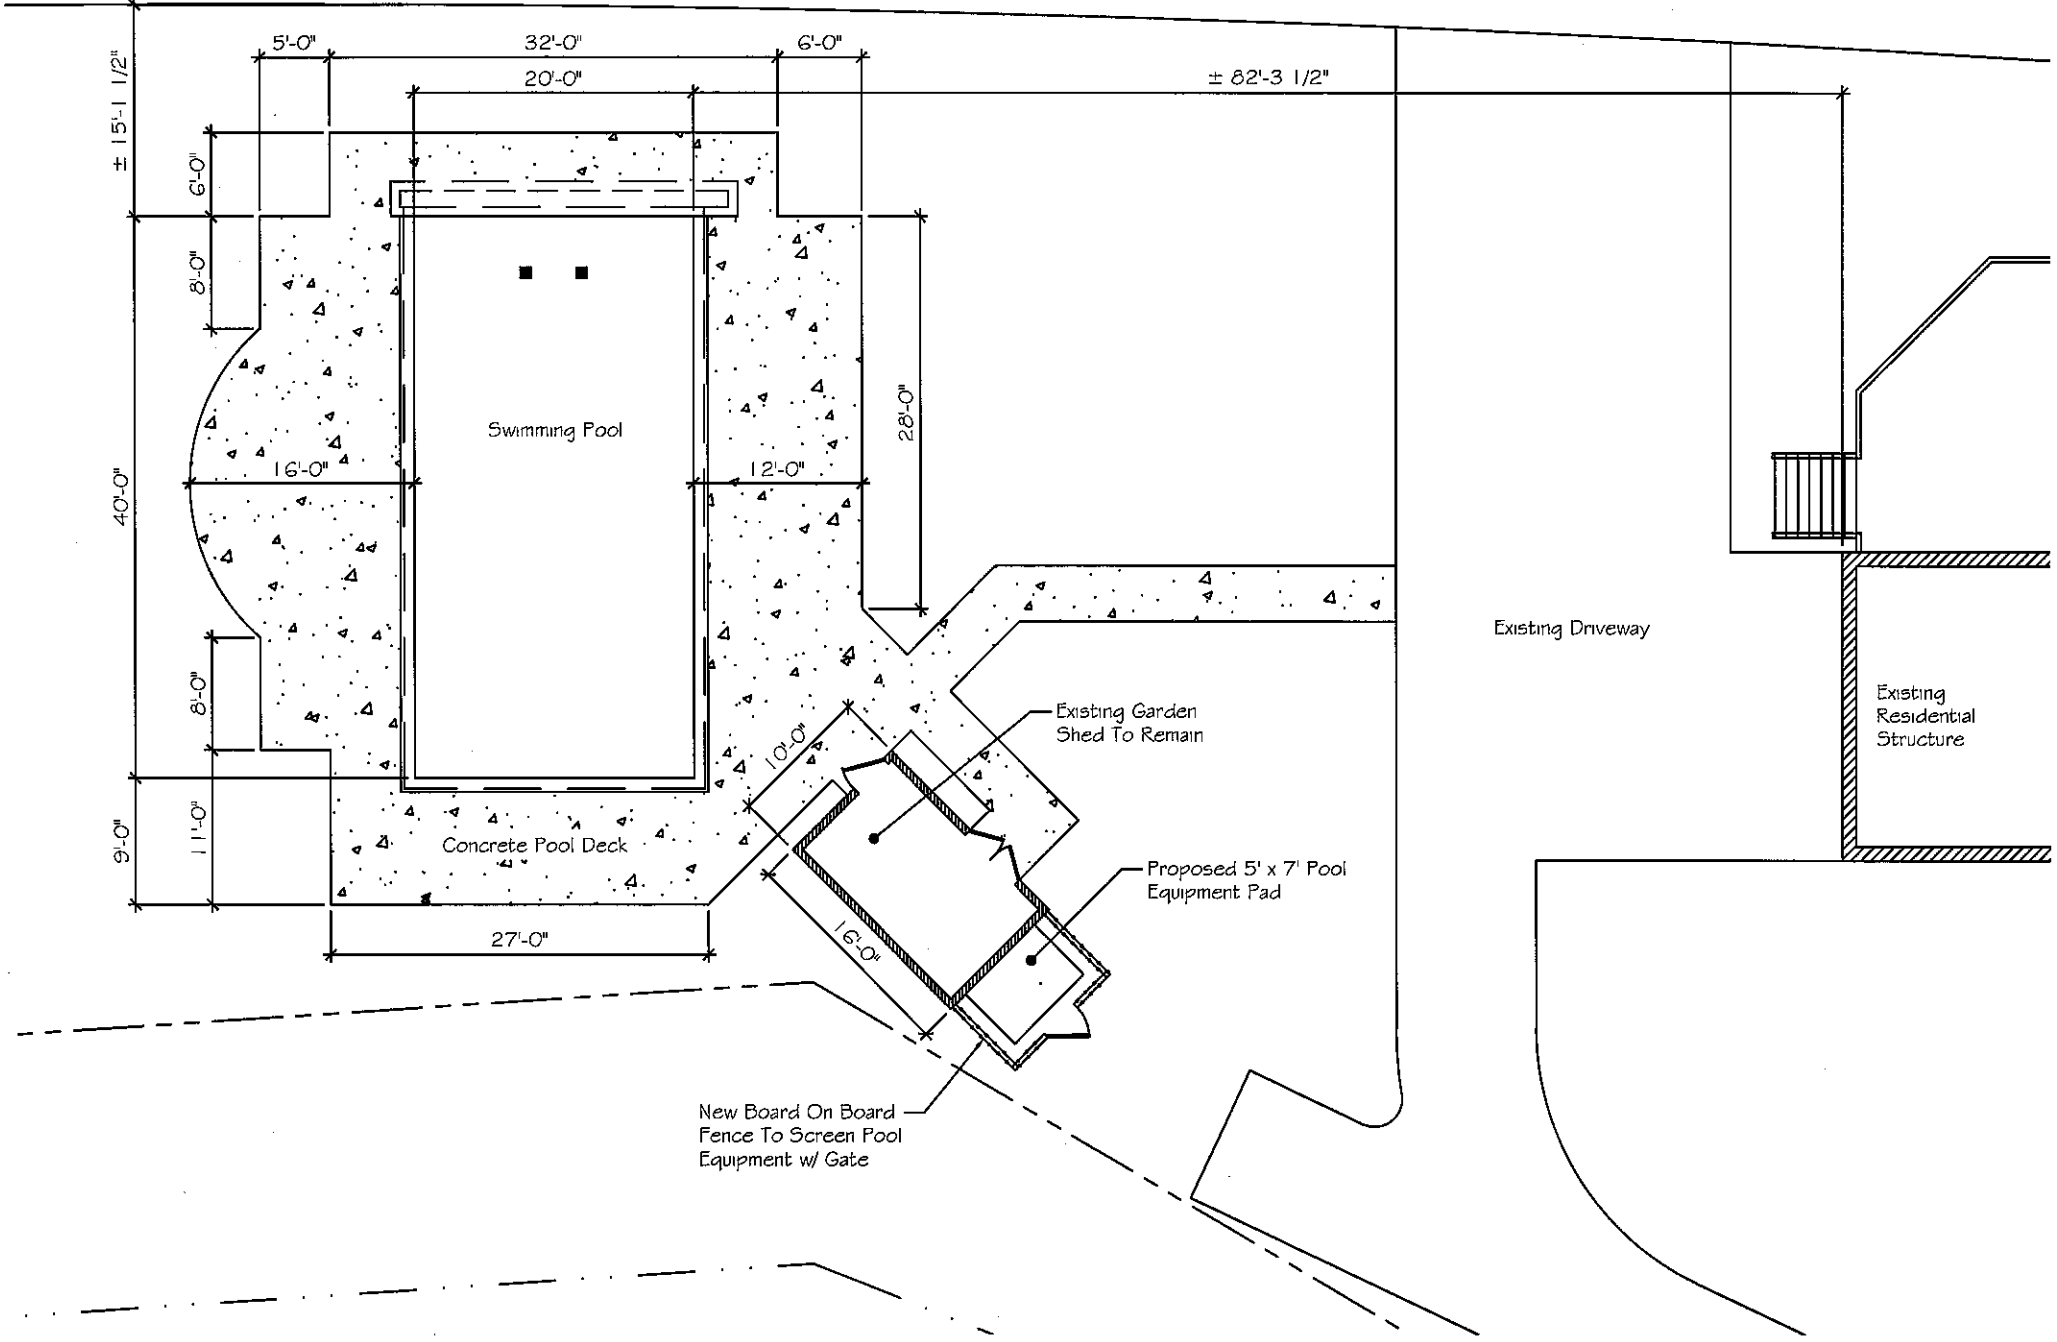 5'-0"
32'-0"
6'-0"
20'-0"
± 82'-3 1/2"
± 15'-1 1/2"
6'-0"
8'-0"
28'-0"
Swimming Pool
16'-0"
12'-0"
40'-0"
Existing Driveway
8'-0"
Existing
Residential
Structure
Existing Garden
Shed To Remain
10'-0"
9'-0"
11'-0"
Concrete Pool Deck
Proposed 5' x 7' Pool
Equipment Pad
27'-0"
16'-0"
New Board On Board
Fence To Screen Pool
Equipment w/ Gate